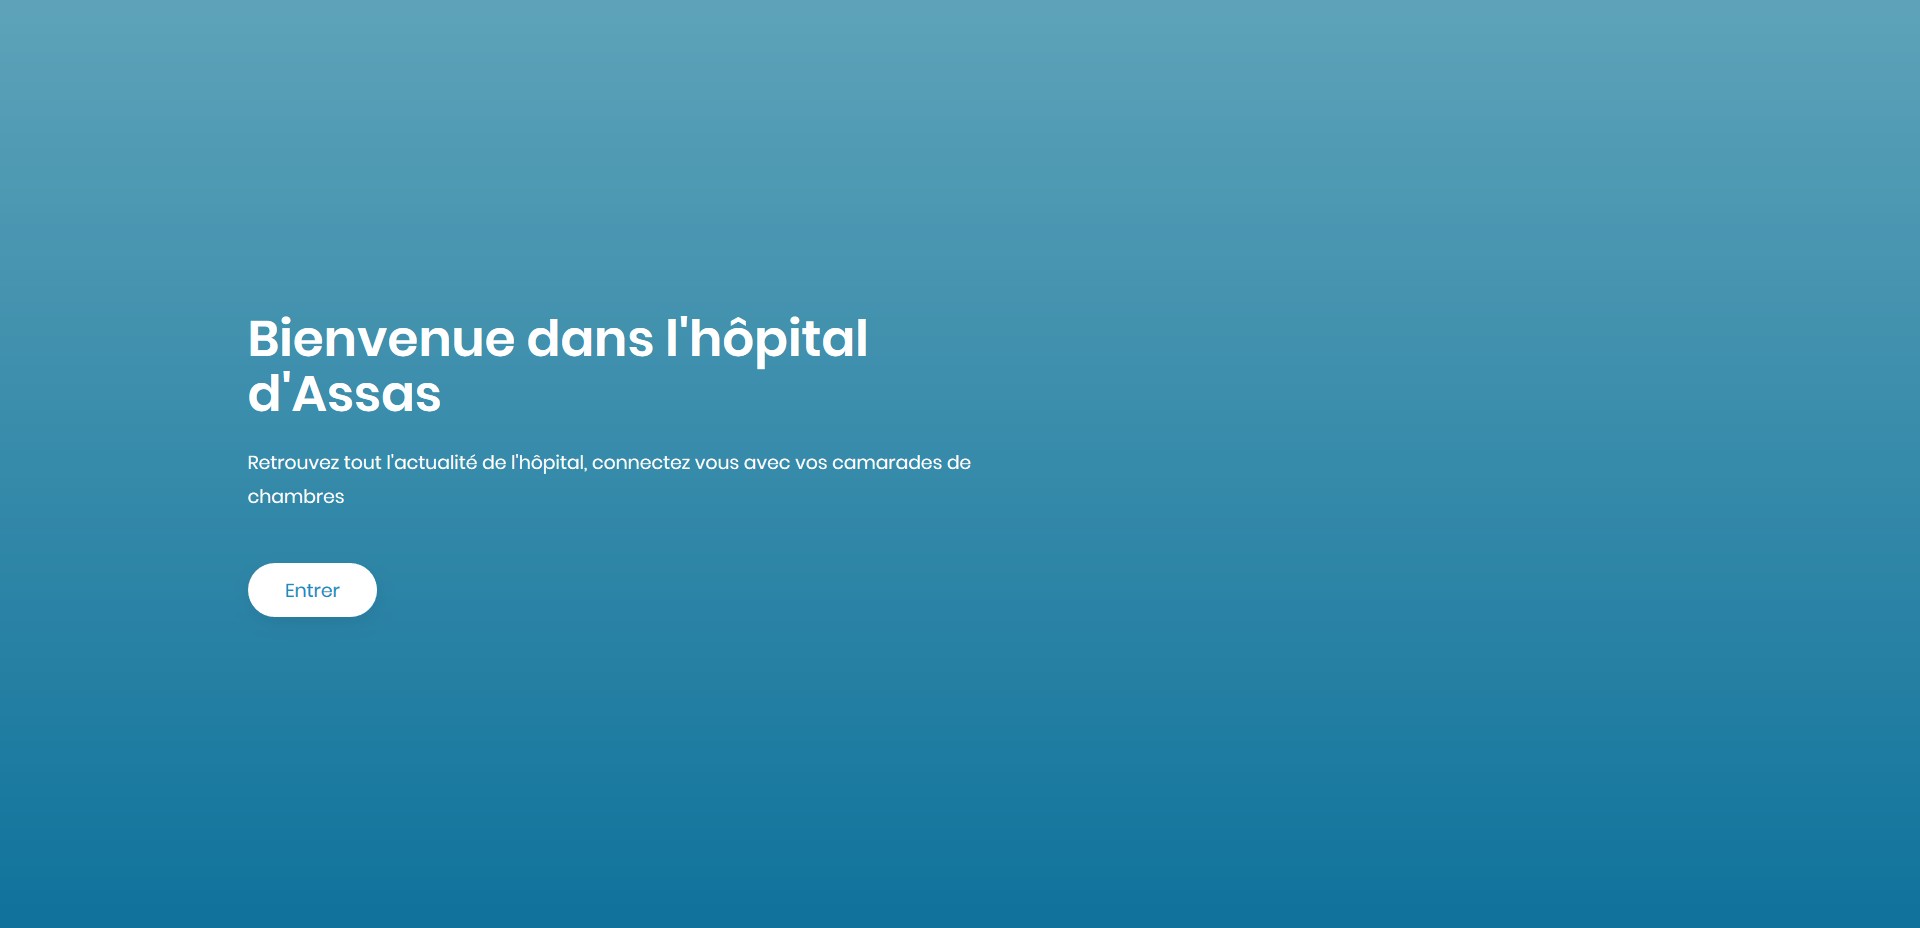 Bienvenue dans l'hôpital
d'Assas
Retrouvez tout l'actualité de l'hôpital, connectez vous avec vos camarades de
chambres
Entrer